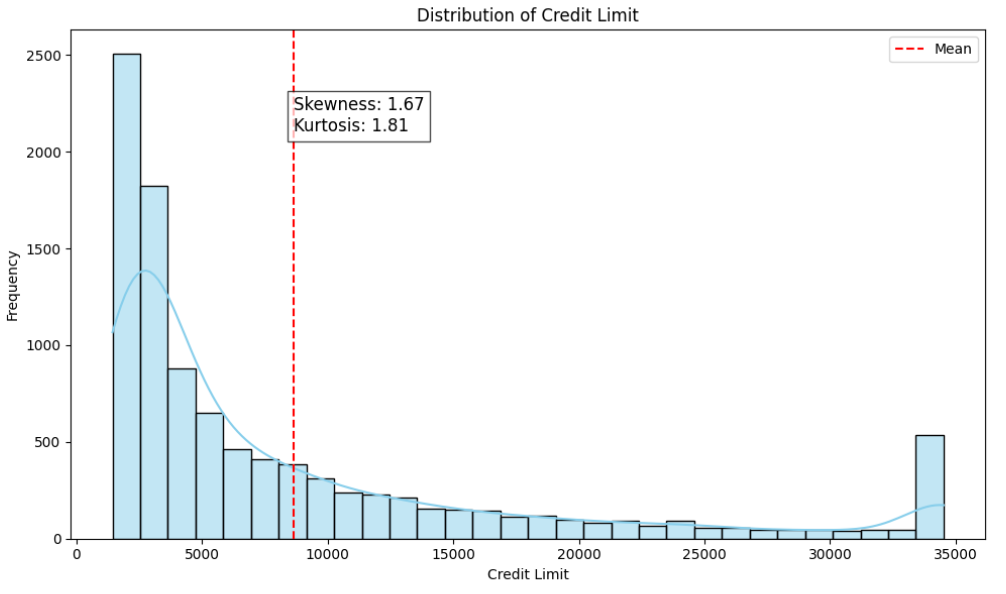 Distribution of Credit Limit
Mean
Skewness: 1.67
Kurtosis: 1.81
Frequency
2500
2000
1500
1000
500
0
0 5000 10000 15000 20000 25000 30000 35000
Credit Limit